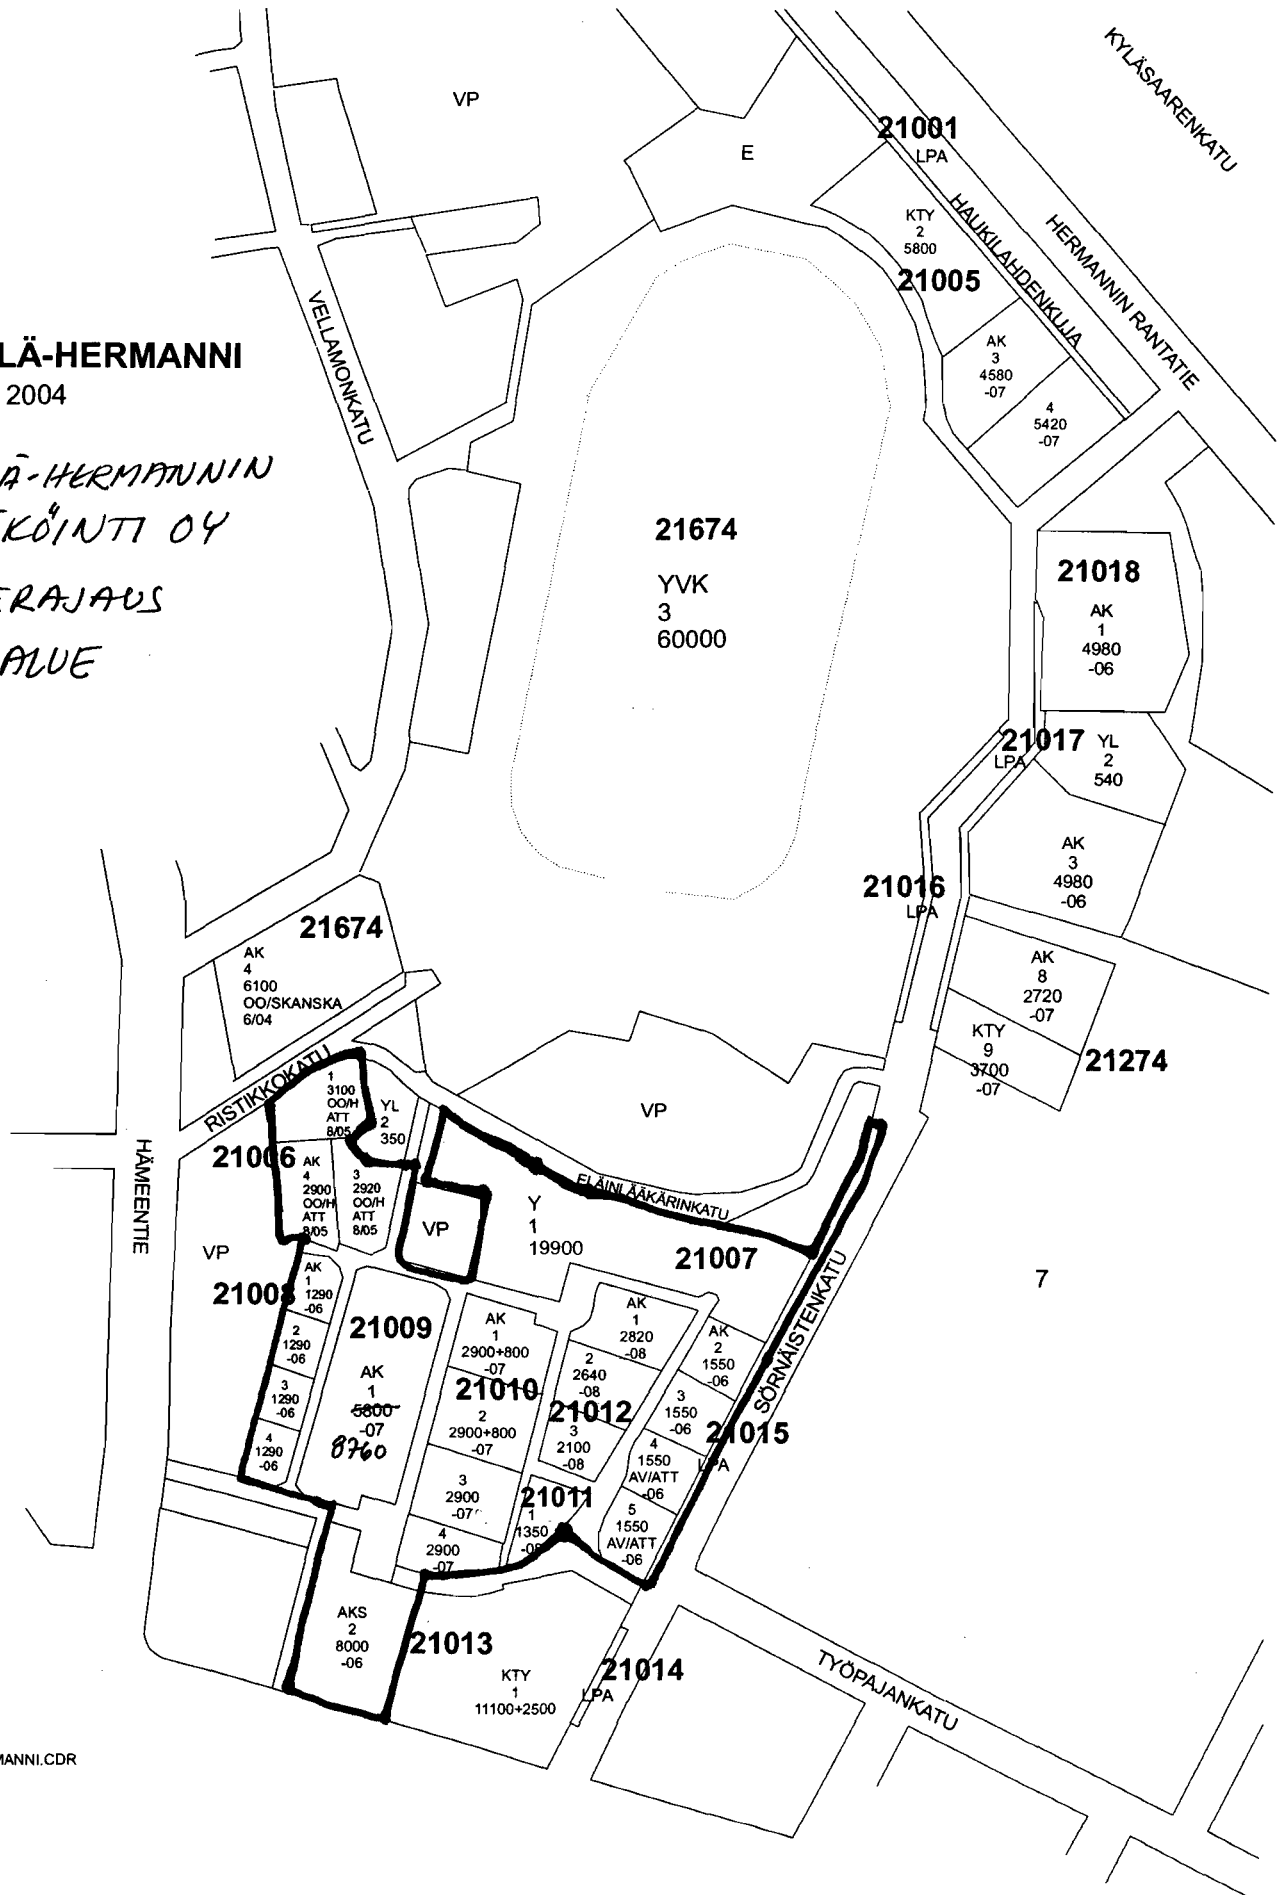 KYLÄSAARENKATU
VP
21001
LPA
E
HAUKILAHDENKUJA
HERMANNIN RANTATIE
KTY
2
5800
21005
VELLAMONKATU
LÄ-HERMANNI
2004
AK
3
4580
-07
4
5420
-07
Ä-HERMANNIN
KÖINTI OY
ERAJAUS
ALUE
21674
YVK
3
60000
21018
AK
1
4980
-06
21017
LPA
YL
2
540
AK
3
4980
-06
21016
LPA
21674
AK
4
6100
OO/SKANSKA
6/04
AK
8
2720
-07
KTY
9
3700
-07
21274
RISTIKKOKATU
1
3100
OO/H
ATT
8/05
YL
2
350
VP
HÄMEENTIE
21006
AK
4
2900
OO/H
ATT
8/05
3
2920
OO/H
ATT
8/05
ELÄINLÄÄKÄRINKATU
VP
Y
1
19900
21007
VP
7
21008
AK
1
1290
-06
2
1290
-06
3
1290
-06
4
1290
-06
21009
AK
1
5800
-07
8760
AK
1
2900+800
-07
21010
2
2900+800
-07
3
2900
-07
4
2900
-07
AK
1
2820
-08
2
2640
-08
21012
3
2100
-08
21011
1
1350
-08
AK
2
1550
-06
3
1550
-06
4
1550
AV/ATT
-06
5
1550
AV/ATT
-06
21015
LPA
SÖRNÄISTENKATU
AKS
2
8000
-06
21013
KTY
1
11100+2500
21014
LPA
TYÖPAJANKATU
MANNI.CDR